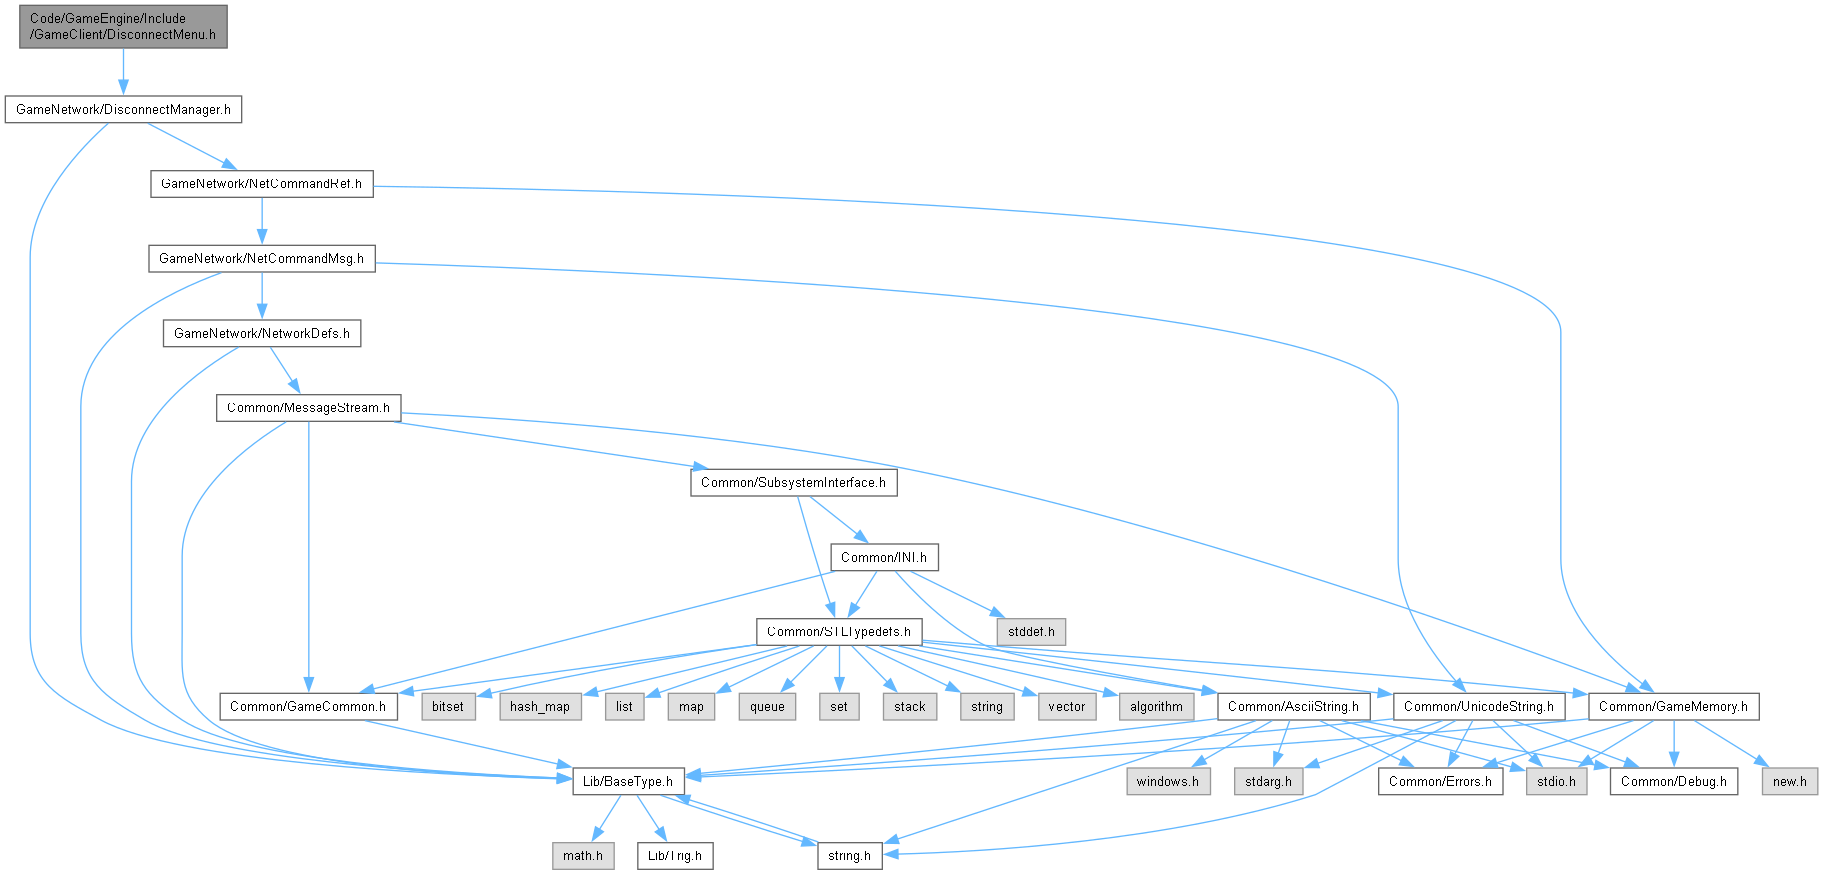 Code/GameEngine/Include
/GameClient/DisconnectMenu.h
GameNetwork/DisconnectManager.h
GameNetwork/NetCommandRef.h
GameNetwork/NetCommandMsg.h
GameNetwork/NetworkDefs.h
Common/MessageStream.h
Common/SubsystemInterface.h
Common/INI.h
Common/STLTypedefs.h
stddef.h
Common/GameCommon.h
bitset
hash_map
list
map
queue
set
stack
string
vector
algorithm
Common/AsciiString.h
Common/UnicodeString.h
Common/GameMemory.h
Lib/BaseType.h
windows.h
stdarg.h
Common/Errors.h
stdio.h
Common/Debug.h
new.h
math.h
Lib/Trig.h
string.h